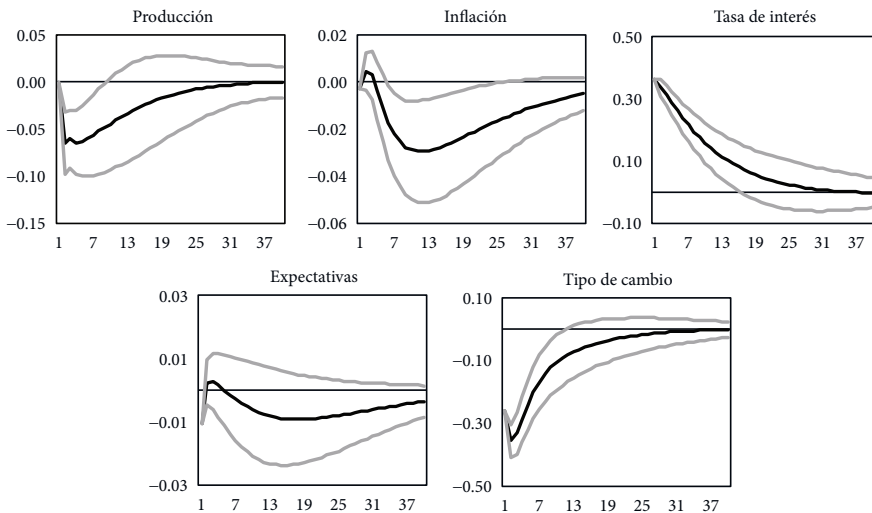 Producción
0.05
0.00
−0.05
−0.10
−0.15
1 7 13 19 25 31 37
Inflación
0.02
0.00
−0.02
−0.04
−0.06
1 7 13 19 25 31 37
Tasa de interés
0.50
0.30
0.10
−0.10
1 7 13 19 25 31 37
Expectativas
0.03
0.01
−0.01
−0.03
1 7 13 19 25 31 37
Tipo de cambio
0.10
−0.10
−0.30
−0.50
1 7 13 19 25 31 37